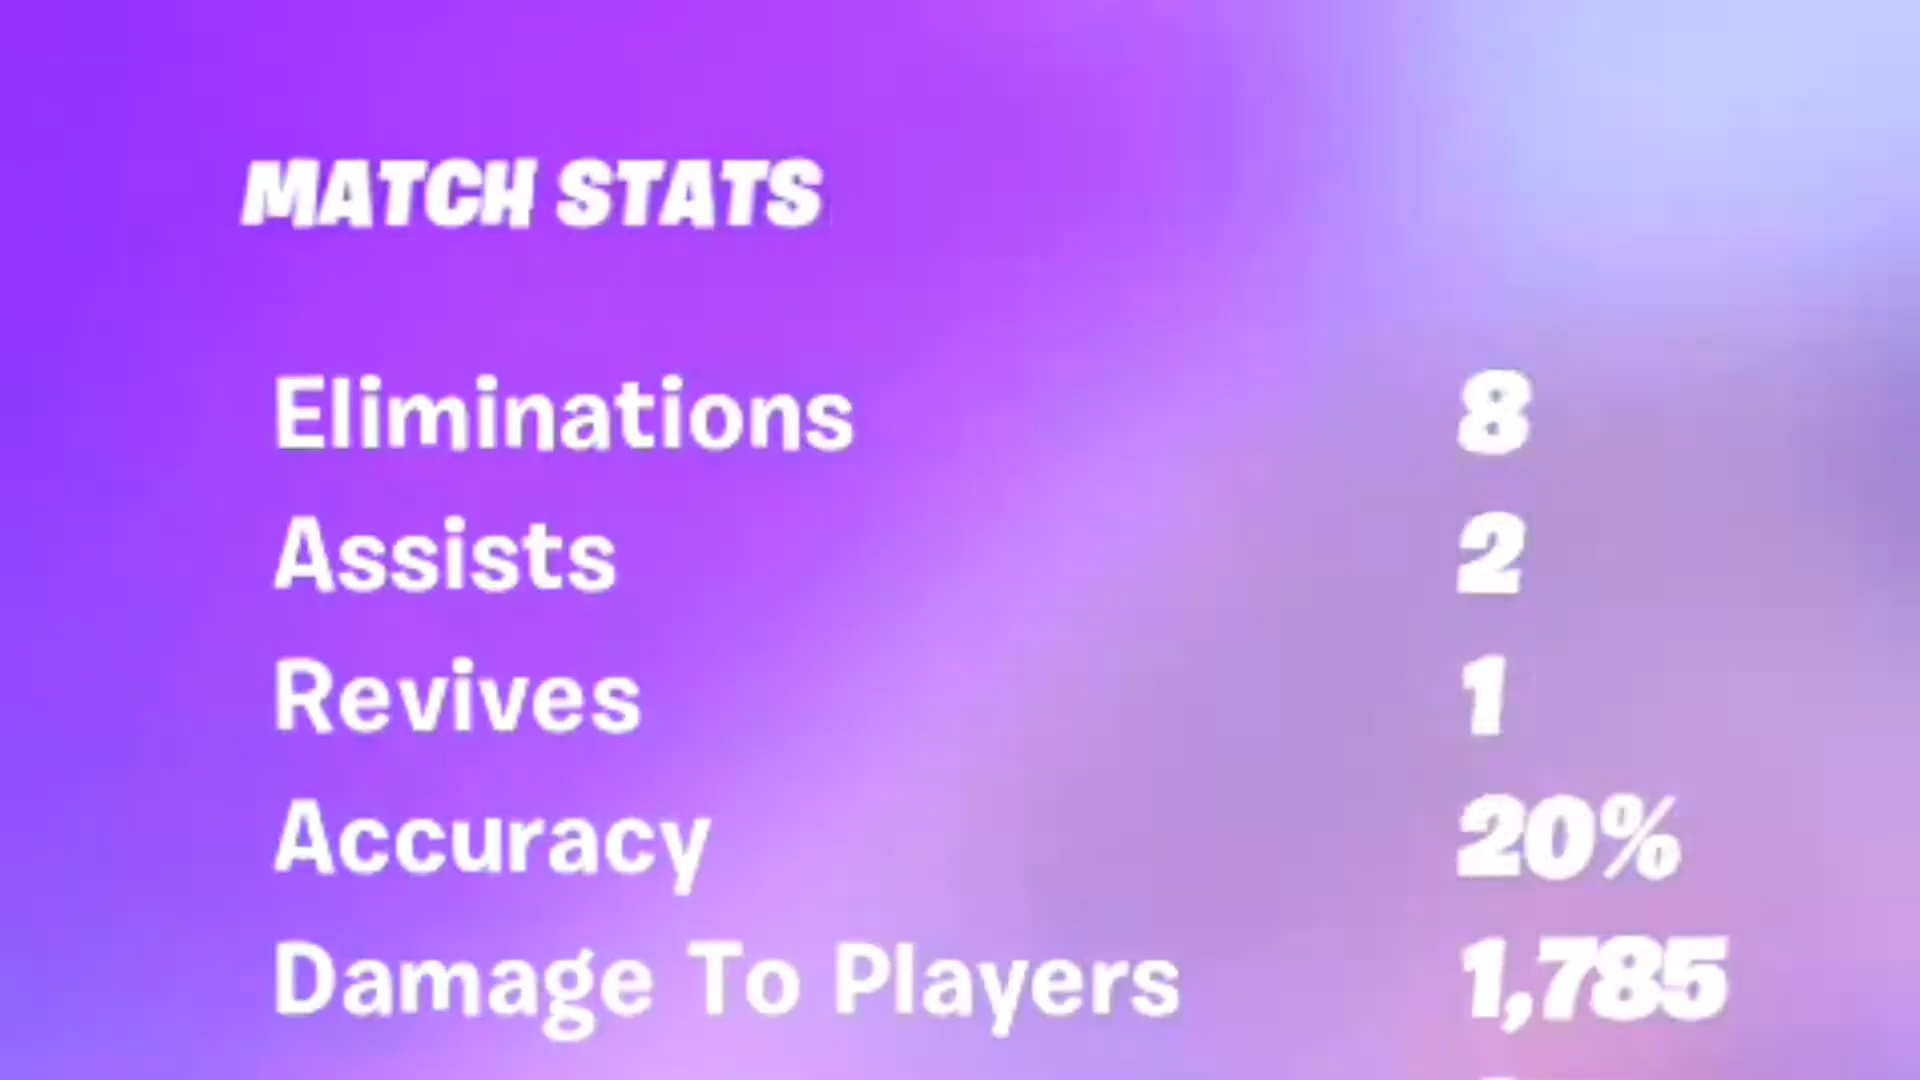 MATCH STATS
Eliminations 8
Assists 2
Revives 1
Accuracy 20%
Damage To Players 1,785